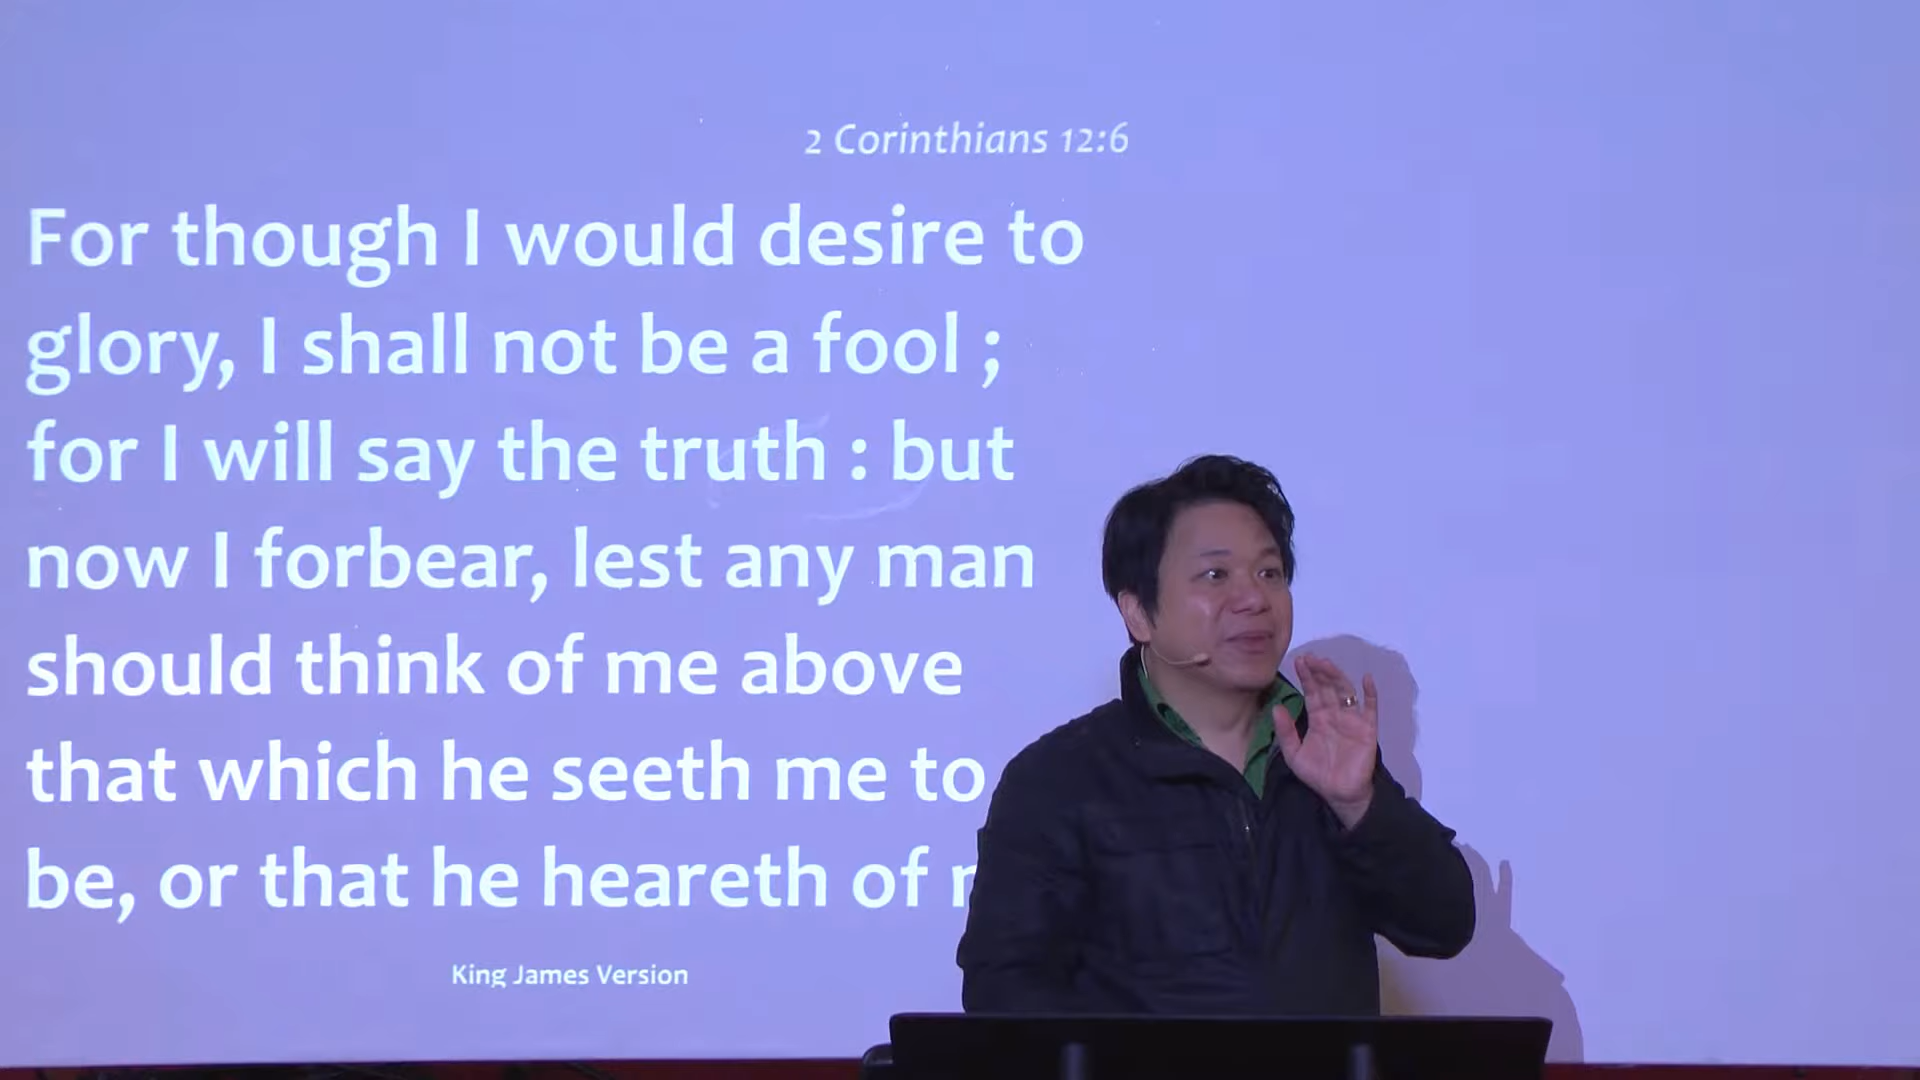 2 Corinthians 12:6
For though I would desire to
glory, I shall not be a fool ;
for I will say the truth : but
now I forbear, lest any man
should think of me above
that which he seeth me to
be, or that he heareth of
King James Version